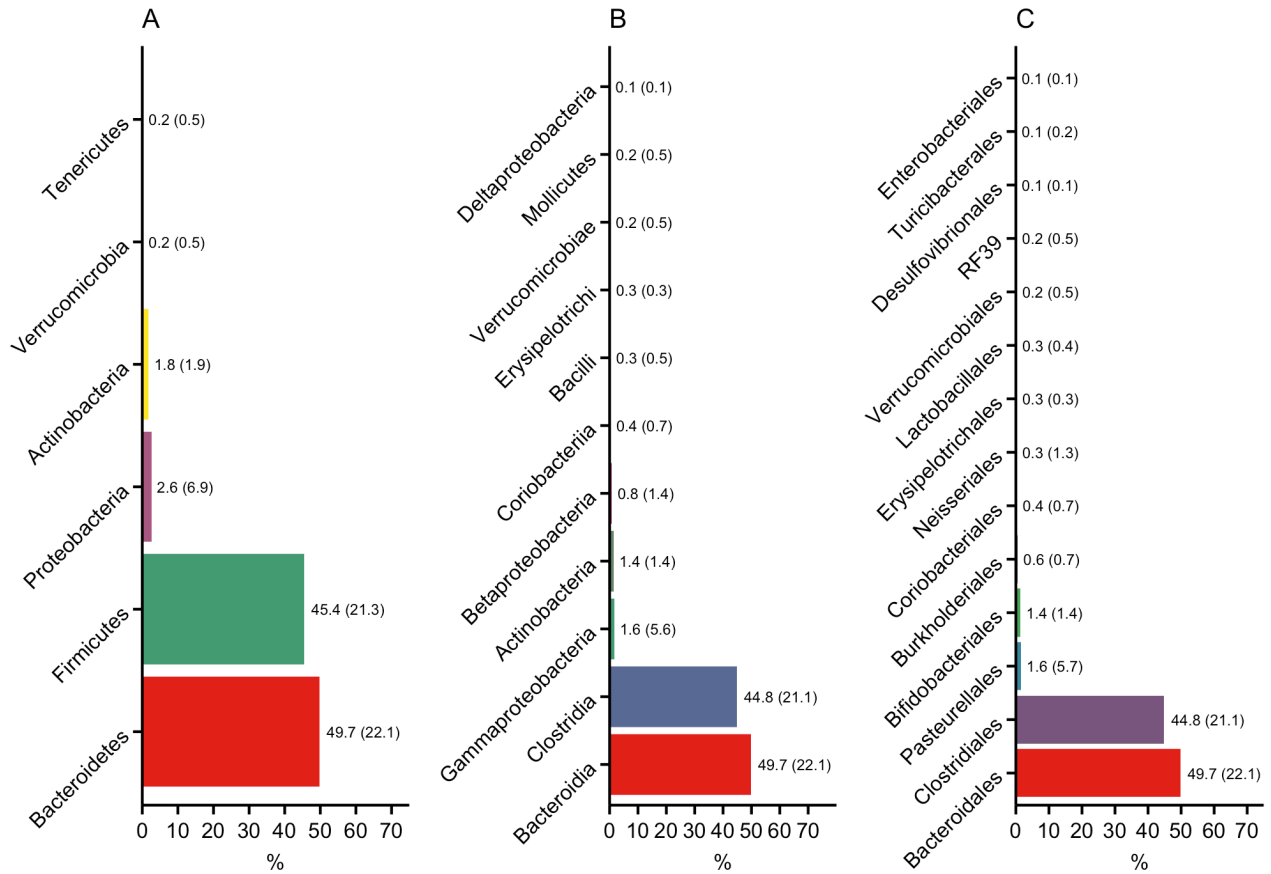 A
Tenericutes
0.2 (0.5)
Verrucomicrobia
0.2 (0.5)
Actinobacteria
1.8 (1.9)
Proteobacteria
2.6 (6.9)
Firmicutes
45.4 (21.3)
Bacteroidetes
49.7 (22.1)
0 10 20 30 40 50 60 70
%
B
Deltaproteobacteria
0.1 (0.1)
Mollicutes
0.2 (0.5)
Verrucomicrobiae
0.2 (0.5)
Erysipelotrichi
0.3 (0.3)
Bacilli
0.3 (0.5)
Coriobacteriia
0.4 (0.7)
Betaproteobacteria
0.8 (1.4)
Actinobacteria
1.4 (1.4)
Gammaproteobacteria
1.6 (5.6)
Clostridia
44.8 (21.1)
Bacteroidia
49.7 (22.1)
0 10 20 30 40 50 60 70
%
C
Enterobacteriales
0.1 (0.1)
Turicibacterales
0.1 (0.2)
Desulfovibrionales
0.1 (0.1)
RF39
0.2 (0.5)
Verrucomicrobiales
0.2 (0.5)
Lactobacillales
0.3 (0.4)
Erysipelotrichales
0.3 (0.3)
Neisseriales
0.3 (1.3)
Coriobacteriales
0.4 (0.7)
Burkholderiales
0.6 (0.7)
Bifidobacteriales
1.4 (1.4)
Pasteurellales
1.6 (5.7)
Clostridiales
44.8 (21.1)
Bacteroidales
49.7 (22.1)
0 10 20 30 40 50 60 70
%